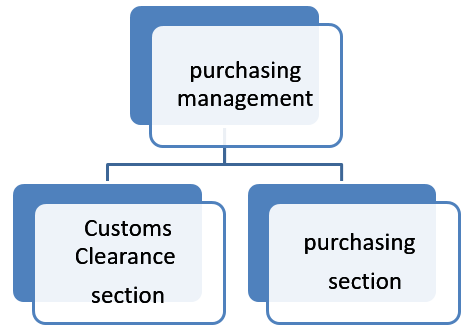 purchasing
management
Customs
Clearance
section
purchasing
section